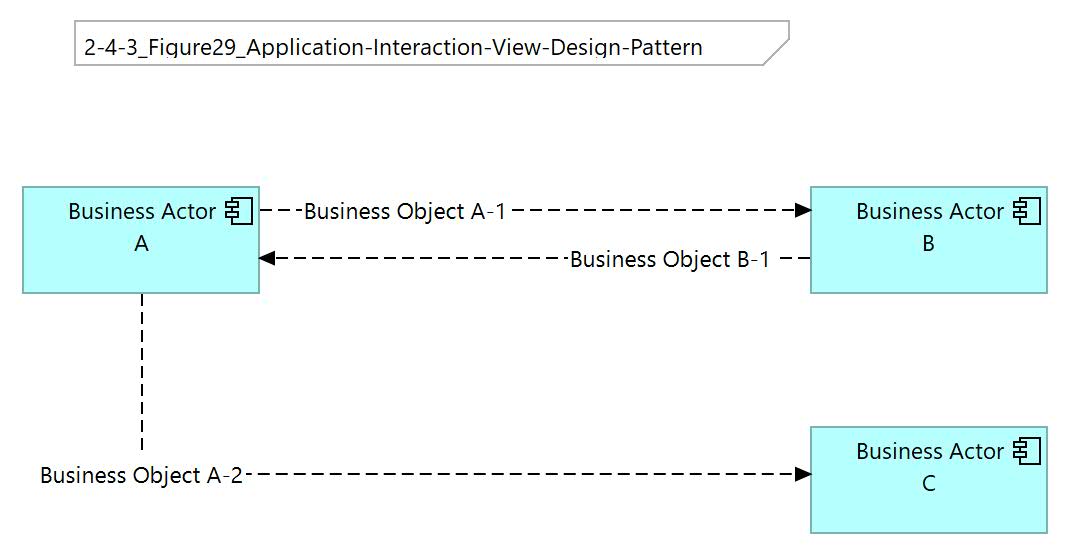 2-4-3_Figure29_Application-Interaction-View-Design-Pattern
Business Actor
A
Business Object A-1
Business Actor
B
Business Object B-1
Business Object A-2
Business Actor
C